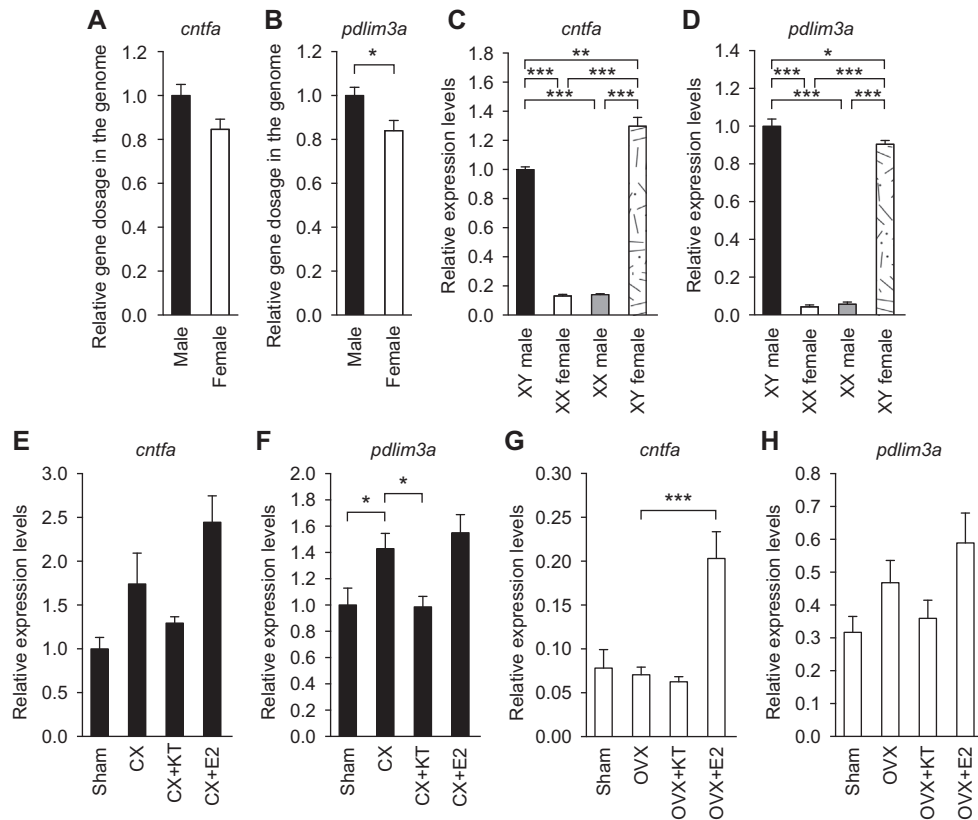 A
cntfa
Relative gene dosage in the genome
1.2
1.0
0.8
0.6
0.4
0.2
0.0
Male
Female
B
pdlim3a
Relative gene dosage in the genome
1.2
1.0
0.8
0.6
0.4
0.2
0.0
*
Male
Female
C
cntfa
Relative expression levels
1.8
1.6
1.4
1.2
1.0
0.8
0.6
0.4
0.2
0.0
**
*** ***
*** ***
XY male
XX female
XX male
XY female
D
pdlim3a
Relative expression levels
1.4
1.2
1.0
0.8
0.6
0.4
0.2
0.0
*
*** ***
*** ***
XY male
XX female
XX male
XY female
E
cntfa
Relative expression levels
3.0
2.5
2.0
1.5
1.0
0.5
0.0
Sham
CX
CX+KT
CX+E2
F
pdlim3a
Relative expression levels
2.0
1.8
1.6
1.4
1.2
1.0
0.8
0.6
0.4
0.2
0.0
* *
Sham
CX
CX+KT
CX+E2
G
cntfa
Relative expression levels
0.30
0.25
0.20
0.15
0.10
0.05
0.00
***
Sham
OVX
OVX+KT
OVX+E2
H
pdlim3a
Relative expression levels
0.8
0.7
0.6
0.5
0.4
0.3
0.2
0.1
0.0
Sham
OVX
OVX+KT
OVX+E2